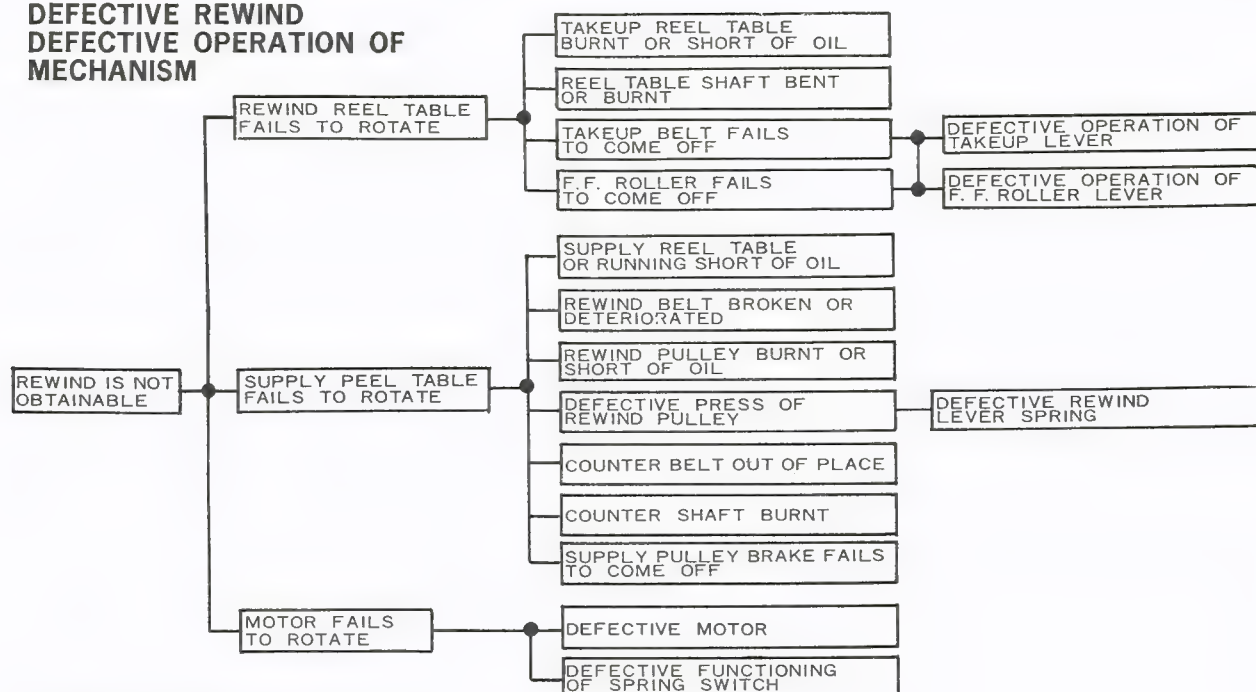 DEFECTIVE REWIND
DEFECTIVE OPERATION OF
MECHANISM
REWIND IS NOT
OBTAINABLE
REWIND REEL TABLE
FAILS TO ROTATE
TAKEUP REEL TABLE
BURNT OR SHORT OF OIL
REEL TABLE SHAFT BENT
OR BURNT
TAKEUP BELT FAILS
TO COME OFF
F.F. ROLLER FAILS
TO COME OFF
DEFECTIVE OPERATION OF
TAKEUP LEVER
DEFECTIVE OPERATION OF
F.F. ROLLER LEVER
SUPPLY PEEL TABLE
FAILS TO ROTATE
SUPPLY REEL TABLE
OR RUNNING SHORT OF OIL
REWIND BELT BROKEN OR
DETERIORATED
REWIND PULLEY BURNT OR
SHORT OF OIL
DEFECTIVE PRESS OF
REWIND PULLEY
DEFECTIVE REWIND
LEVER SPRING
COUNTER BELT OUT OF PLACE
COUNTER SHAFT BURNT
SUPPLY PULLEY BRAKE FAILS
TO COME OFF
MOTOR FAILS
TO ROTATE
DEFECTIVE MOTOR
DEFECTIVE FUNCTIONING
OF SPRING SWITCH